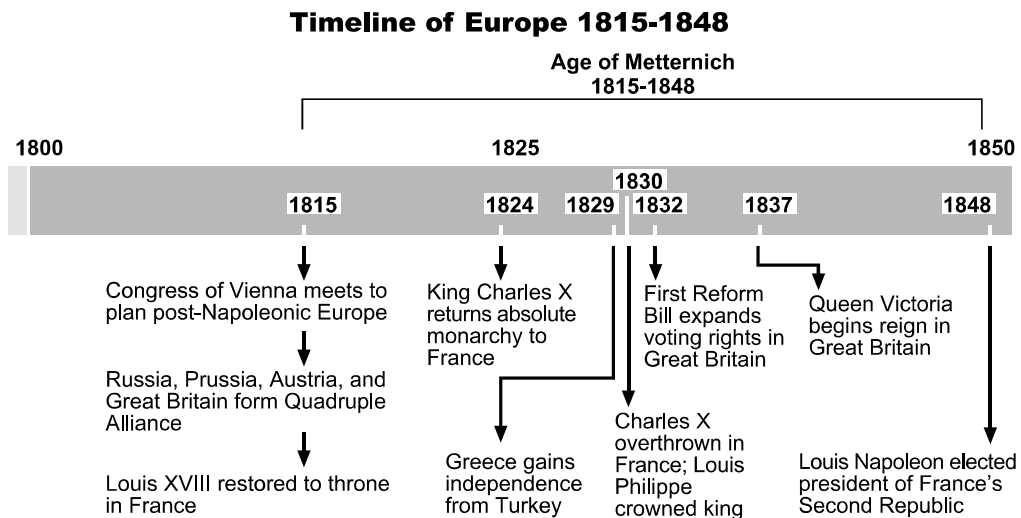 Timeline of Europe 1815-1848
Age of Metternich
1815-1848
1800
1825
1850
1830
1815
1824
1829
1832
1837
1848
Congress of Vienna meets to
plan post-Napoleonic Europe
Russia, Prussia, Austria, and
Great Britain form Quadruple
Alliance
Louis XVIII restored to throne
in France
King Charles X
returns absolute
monarchy to
France
Greece gains
independence
from Turkey
Charles X
overthrown in
France; Louis
Philippe
crowned king
First Reform
Bill expands
voting rights in
Great Britain
Queen Victoria
begins reign in
Great Britain
Louis Napoleon elected
president of France's
Second Republic